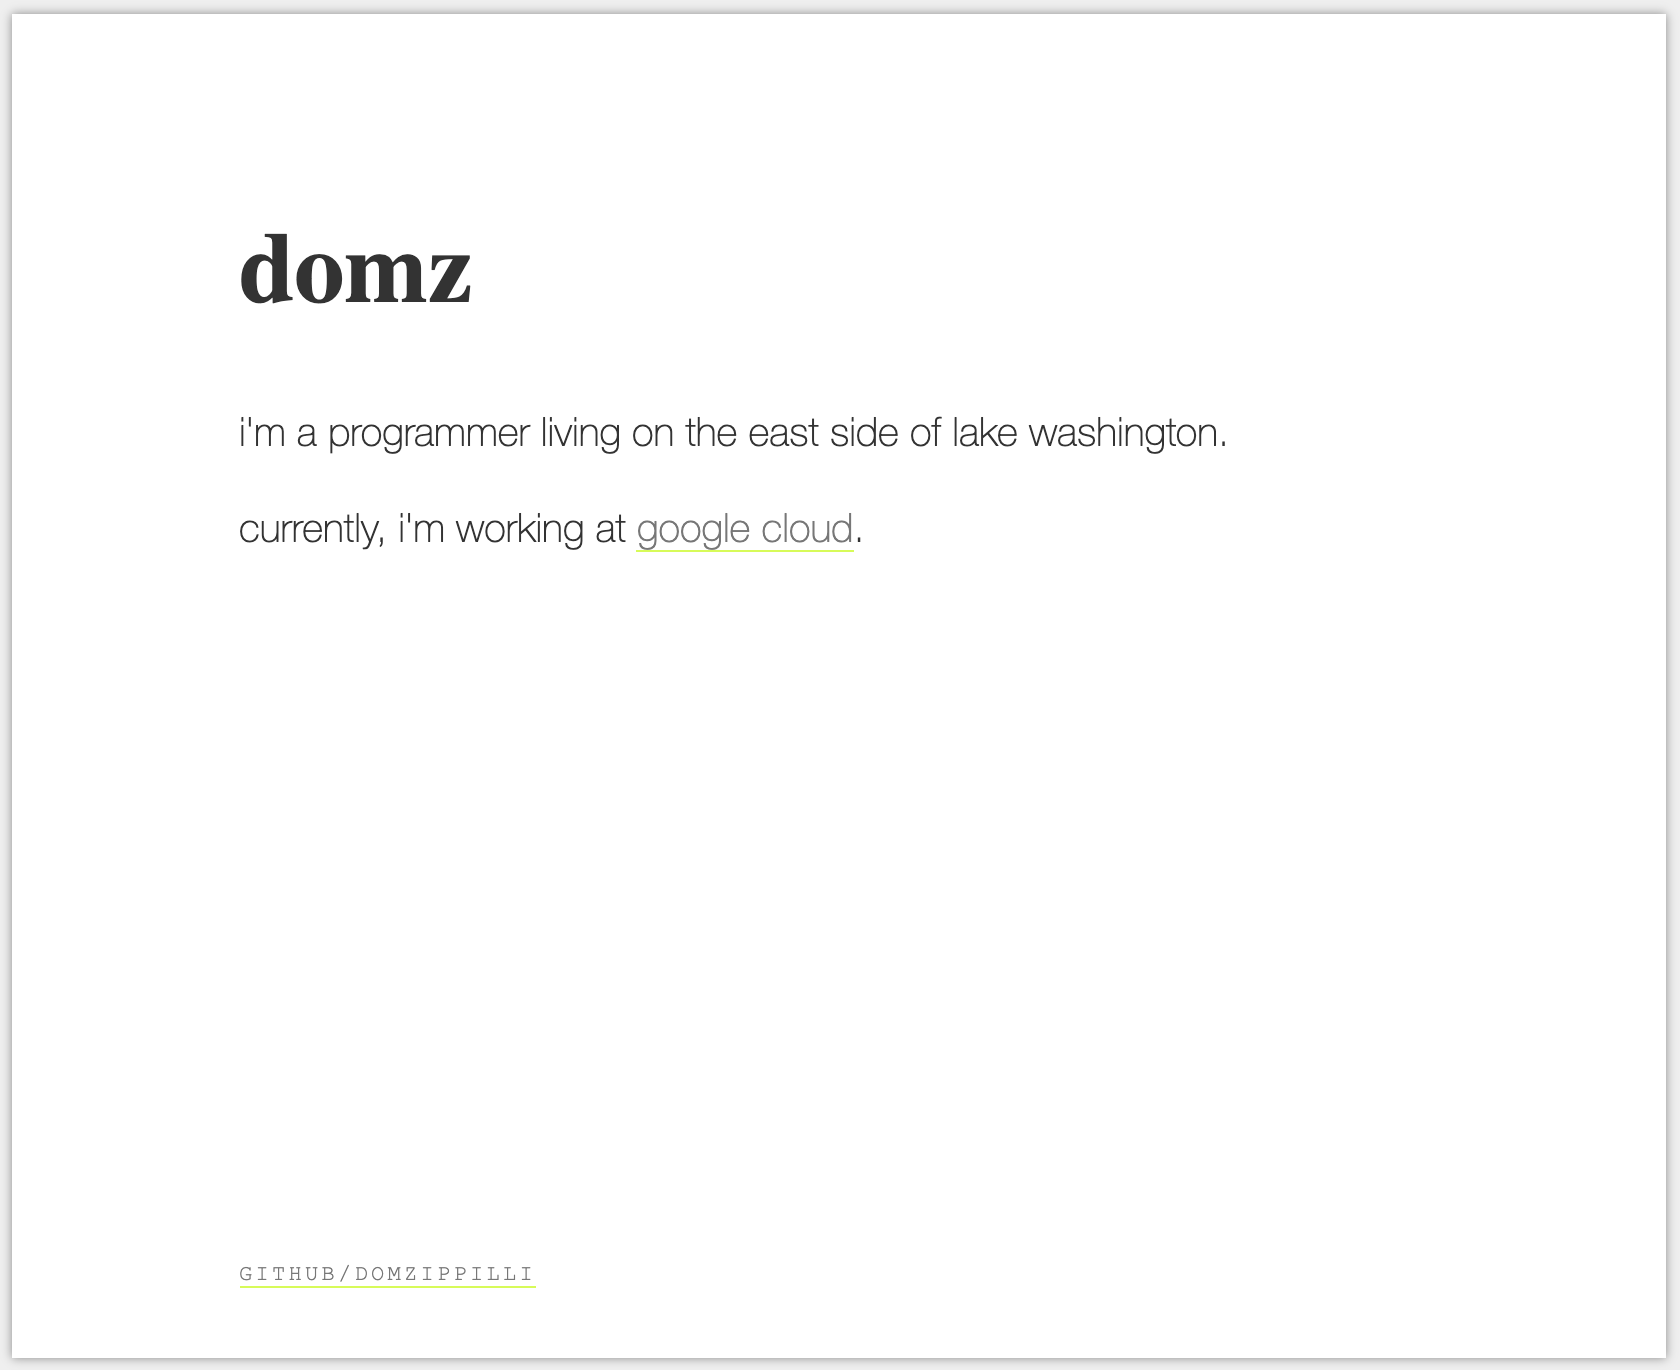 domz
i'm a programmer living on the east side of lake washington.
currently, i'm working at google cloud.
GITHUB/DOMZIPPILLI